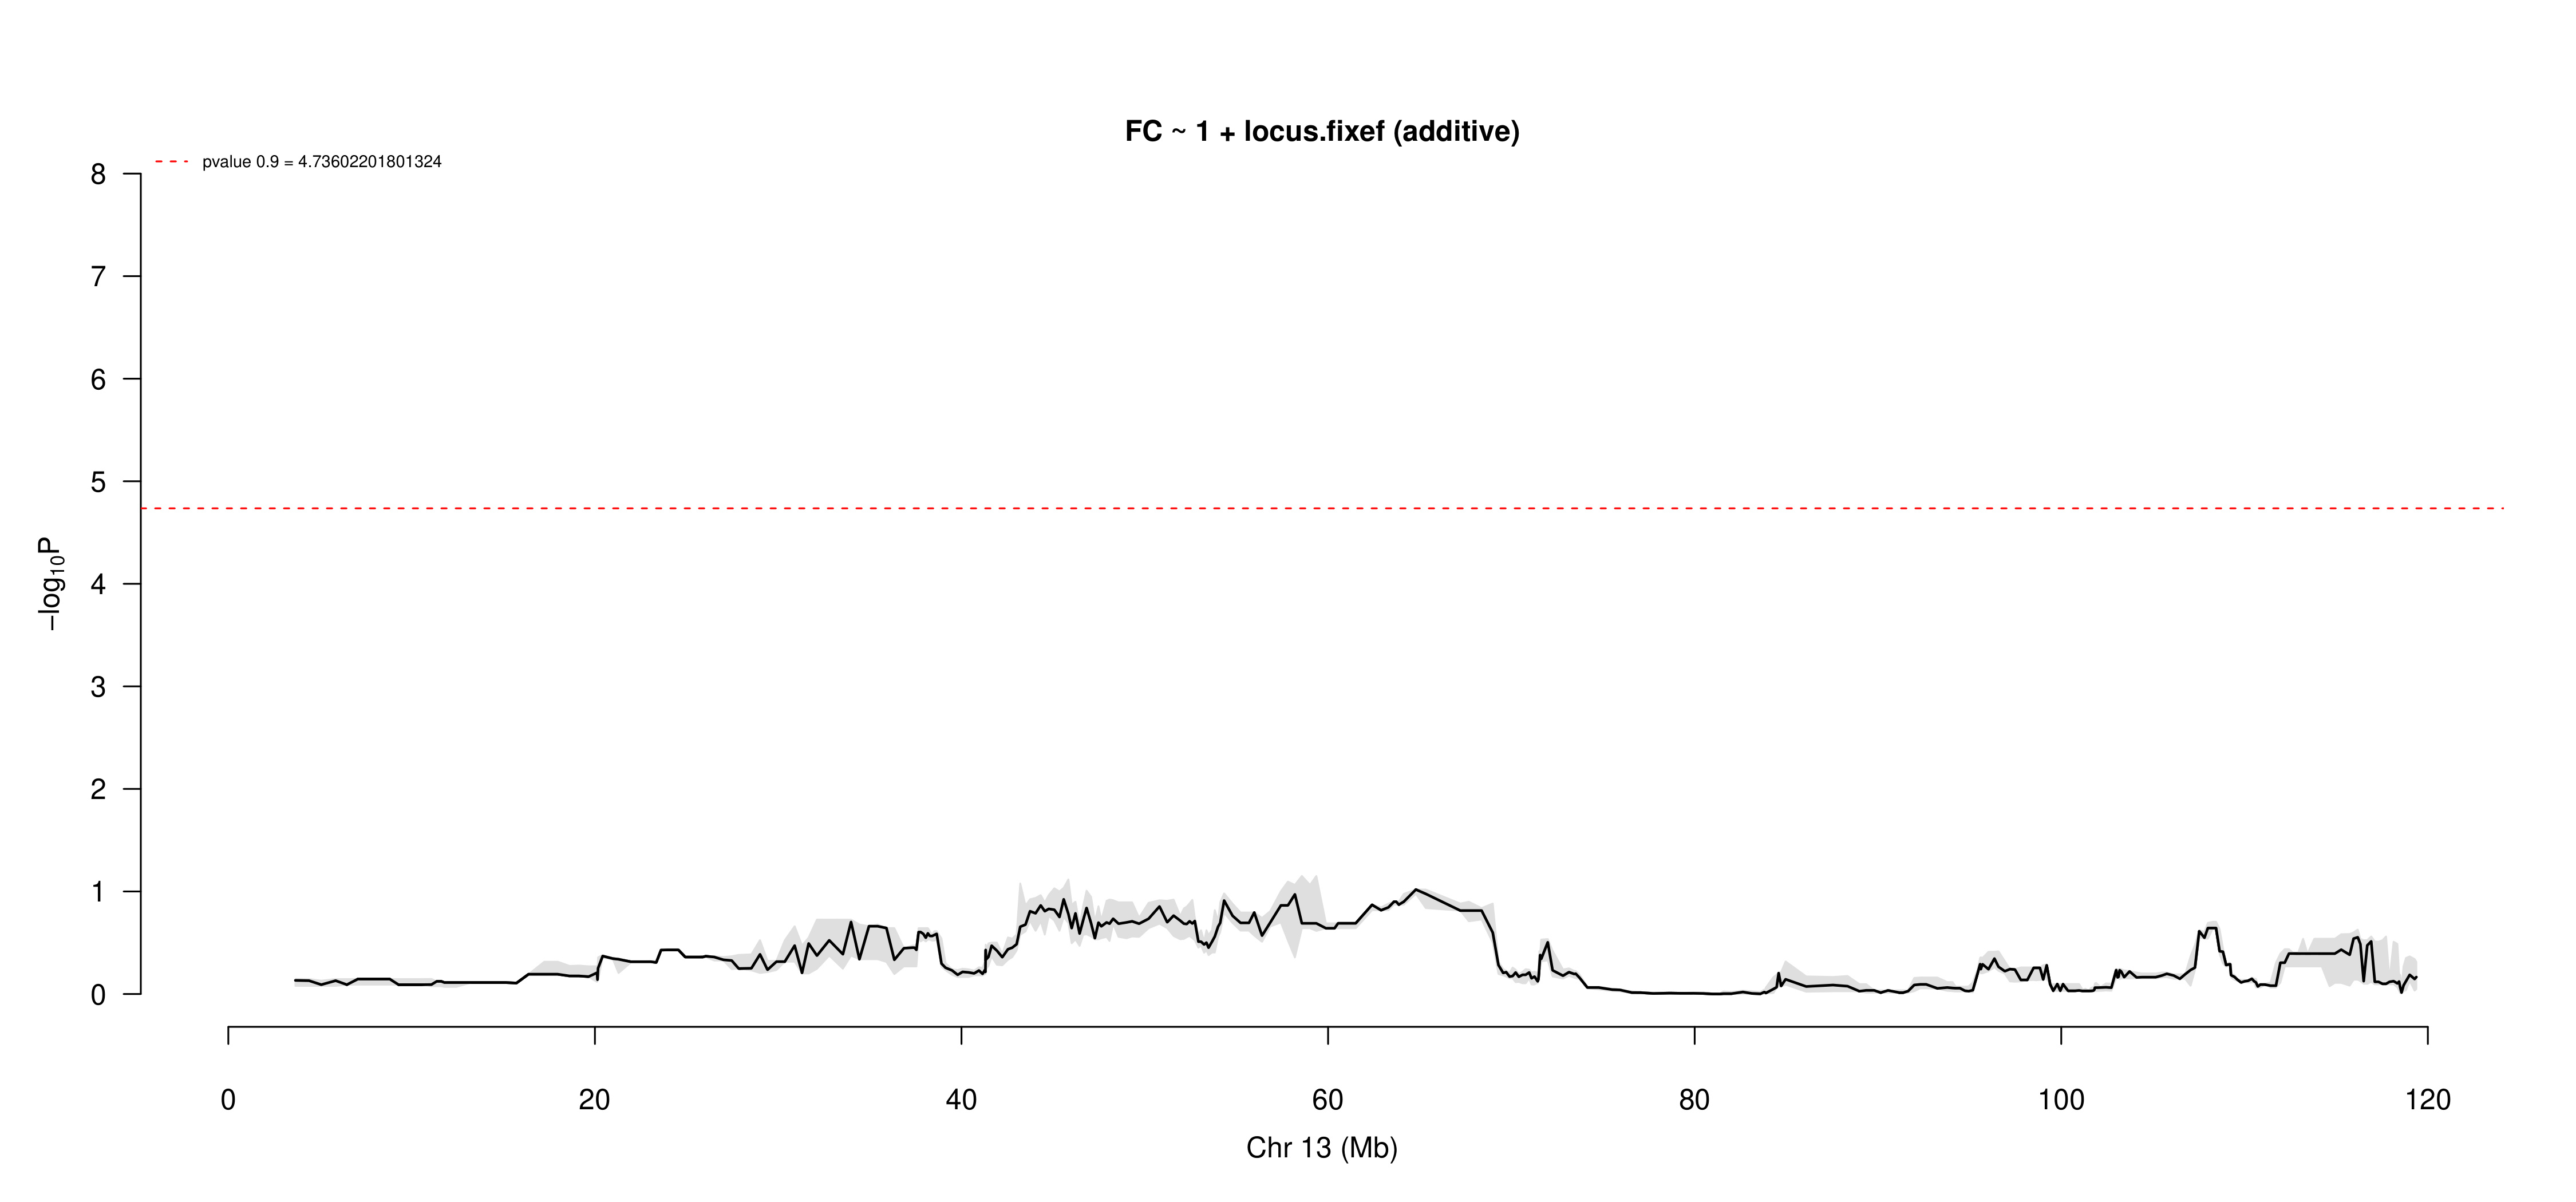 FC ~ 1 + locus.fixef (additive)
pvalue 0.9 = 4.73602201801324
8
7
6
5
4
3
2
1
0
−log10P
0 20 40 60 80 100 120
Chr 13 (Mb)